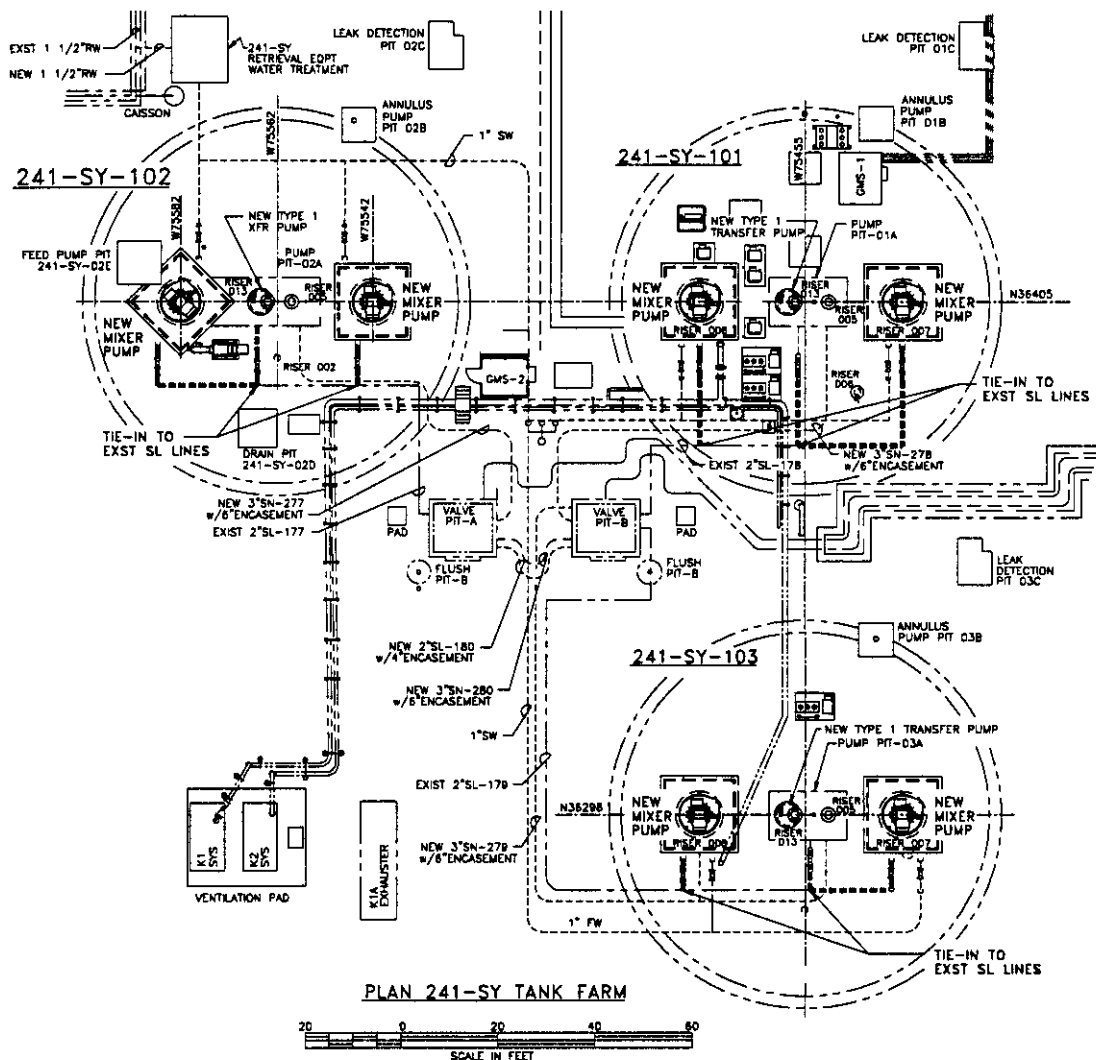 EXST 1 1/2"RW
NEW 1 1/2"RW
241-SY
RETRIEVAL EQPT
WATER TREATMENT
CAISSON
LEAK DETECTION
PIT 02C
LEAK DETECTION
PIT 01C
ANNULUS
PUMP
PIT 02B
1" SW
ANNULUS
PUMP
PIT 01B
241-SY-102
W75582
W75562
W75542
241-SY-101
W75455
GMS-1
NEW TYPE 1
XFR PUMP
PUMP
PIT-02A
FEED PUMP PIT
241-SY-02E
RISER
D13
RISER
NEW
MIXER
PUMP
NEW
MIXER
PUMP
RISER 002
NEW TYPE 1
TRANSFER PUMP
PUMP
PIT-01A
NEW
MIXER
PUMP
RISER 008
RISER
D13
RISER
005
NEW
MIXER
PUMP
RISER 007
N36405
RISER
006
GMS-2
TIE-IN TO
EXST SL LINES
TIE-IN TO
EXST SL LINES
DRAIN PIT
241-SY-02D
NEW 3"SN-277
w/6"ENCASEMENT
EXIST 2"SL-177
EXIST 2"SL-178
NEW 3"SN-278
w/6"ENCASEMENT
PAD
VALVE
PIT-A
VALVE
PIT-B
PAD
FLUSH
PIT-B
FLUSH
PIT-B
LEAK
DETECTION
PIT 03C
NEW 2"SL-180
w/4"ENCASEMENT
NEW 3"SN-280
w/6"ENCASEMENT
1"SW
EXIST 2"SL-179
NEW 3"SN-279
w/6"ENCASEMENT
ANNULUS
PUMP PIT 03B
241-SY-103
NEW TYPE 1 TRANSFER PUMP
PUMP PIT-03A
N36298
NEW
MIXER
PUMP
RISER 008
RISER
D13
RISER
005
NEW
MIXER
PUMP
RISER 007
1" FW
TIE-IN TO
EXST SL LINES
K1
SYS
K2
SYS
VENTILATION PAD
K1A
EXHAUSTER
PLAN 241-SY TANK FARM
20 0 20 40 60
SCALE IN FEET